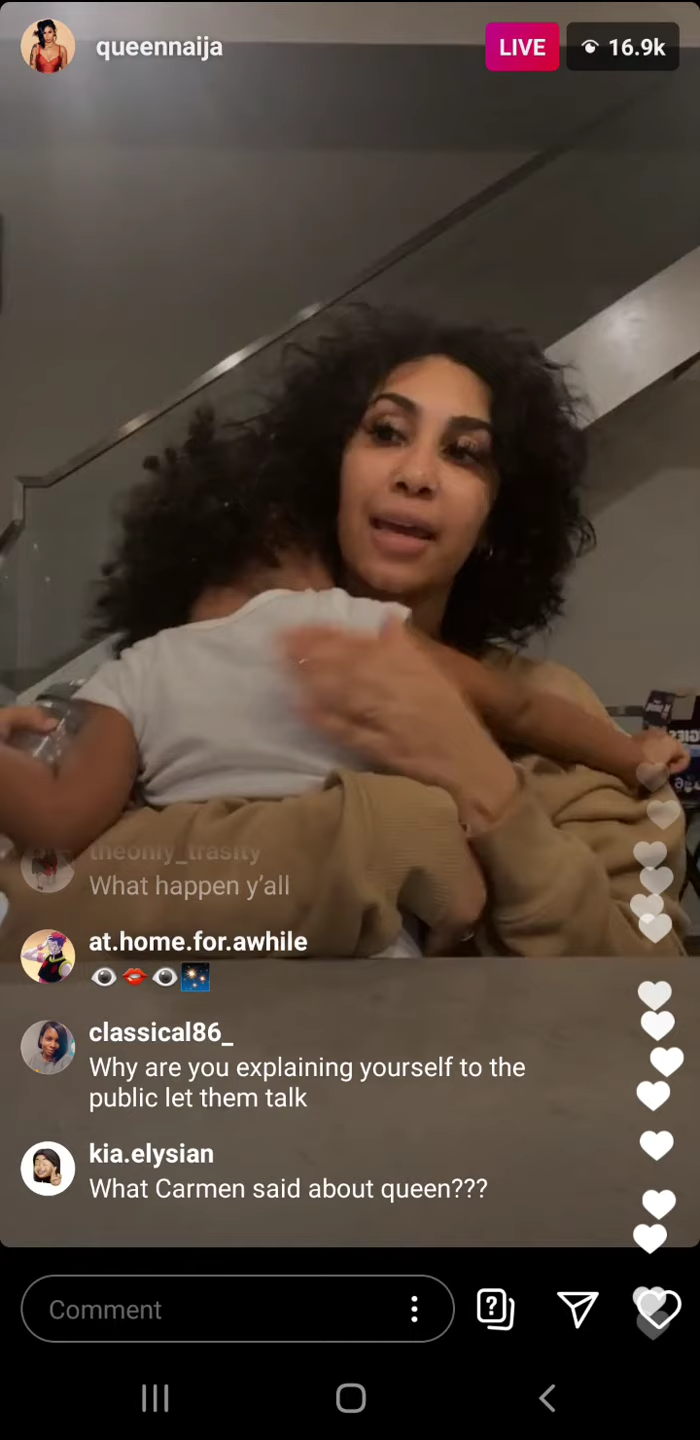 queennaija
LIVE
16.9k
theonly_trasity
What happen y'all
at.home.for.awhile
👁️👄👁️🎇
classical86_
Why are you explaining yourself to the
public let them talk
kia.elysian
What Carmen said about queen???
Comment